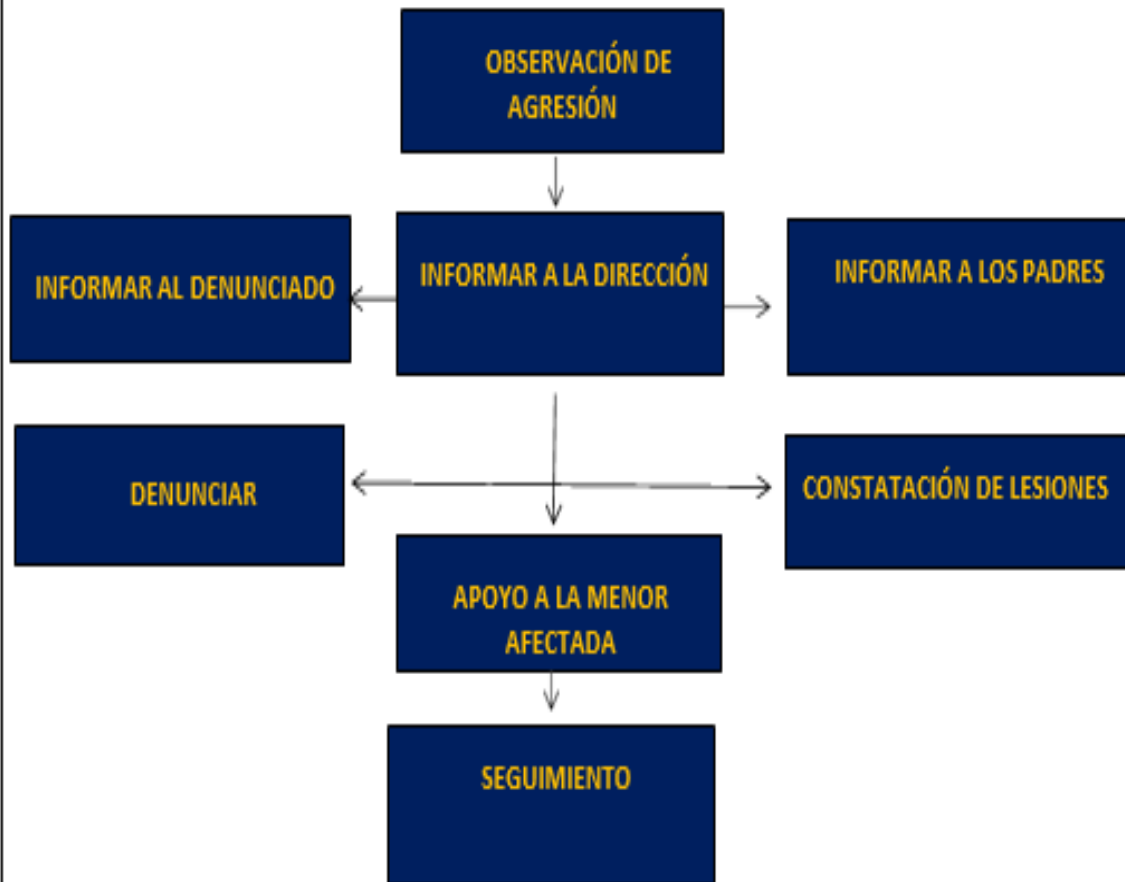 OBSERVACIÓN DE
AGRESIÓN
INFORMAR AL DENUNCIADO
INFORMAR A LA DIRECCIÓN
INFORMAR A LOS PADRES
DENUNCIAR
CONSTATACIÓN DE LESIONES
APOYO A LA MENOR
AFECTADA
SEGUIMIENTO